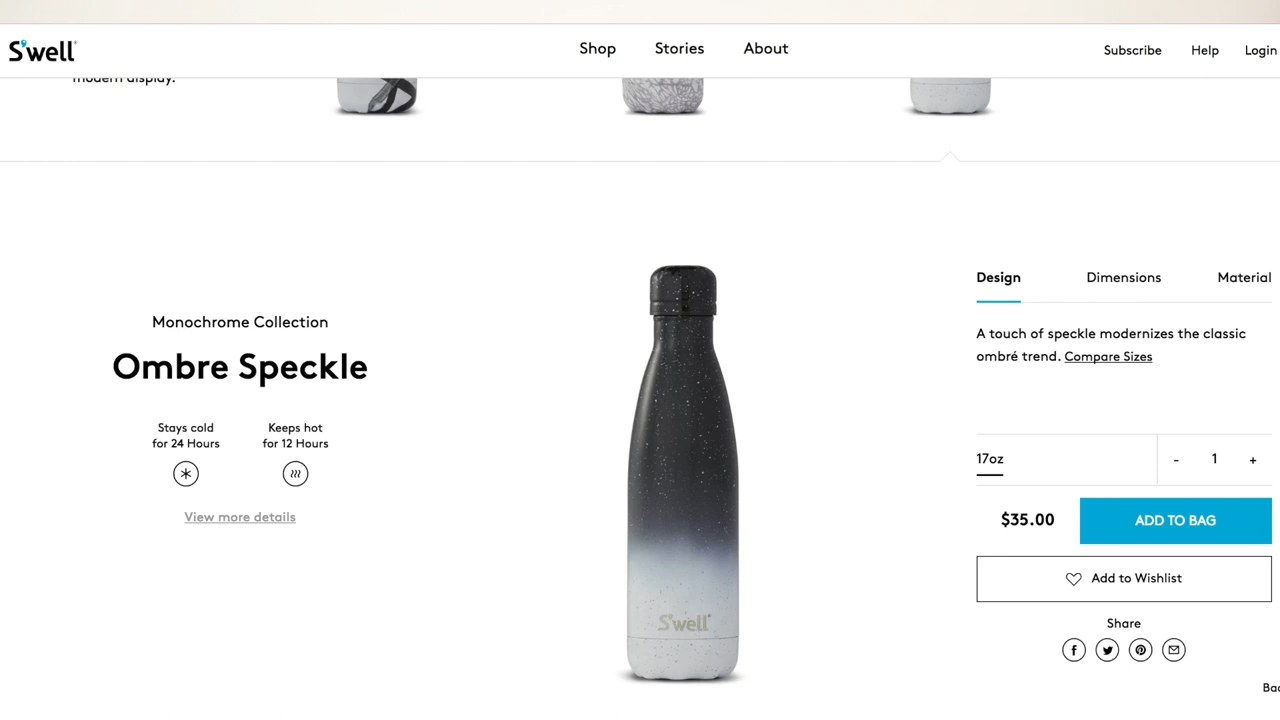 S'well
Shop
Stories
About
Subscribe
Help
Login
modern display.
Monochrome Collection
Ombre Speckle
Stays cold
for 24 Hours
Keeps hot
for 12 Hours
View more details
S'well
Design
Dimensions
Material
A touch of speckle modernizes the classic
ombré trend. Compare Sizes
17oz
- 1 +
$35.00
ADD TO BAG
Add to Wishlist
Share